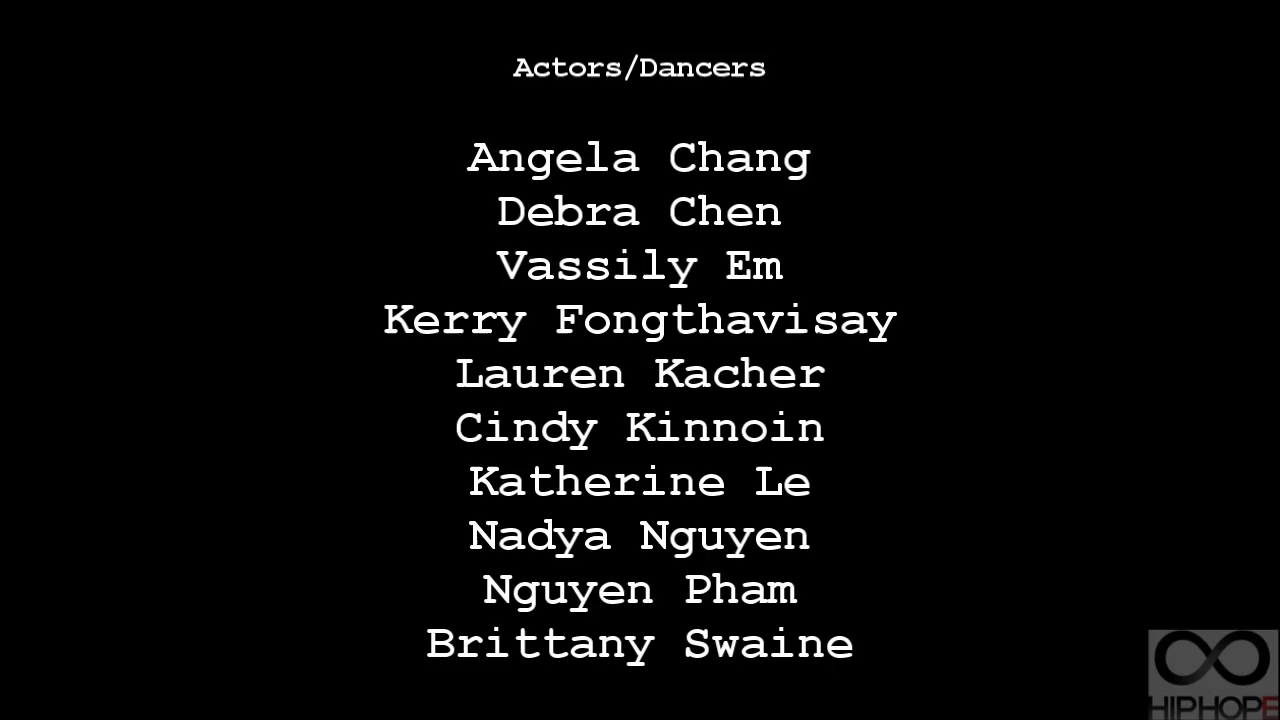 Actors/Dancers
Angela Chang
Debra Chen
Vassily Em
Kerry Fongthavisay
Lauren Kacher
Cindy Kinnoin
Katherine Le
Nadya Nguyen
Nguyen Pham
Brittany Swaine
HIPHOPE